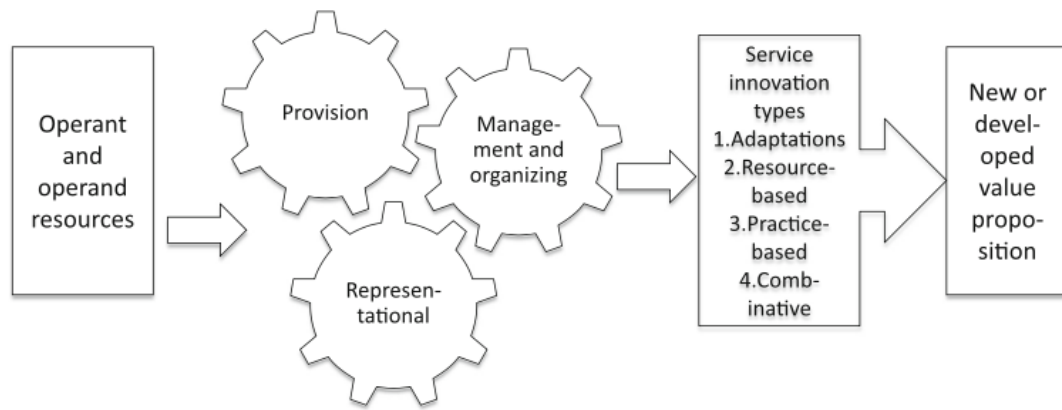 Operant
and
operand
resources
Provision
Manage-
ment and
organizing
Represen-
tational
Service
innovation
types
1.Adaptations
2.Resource-
based
3.Practice-
based
4.Comb-
inative
New or
devel-
oped
value
propo-
sition